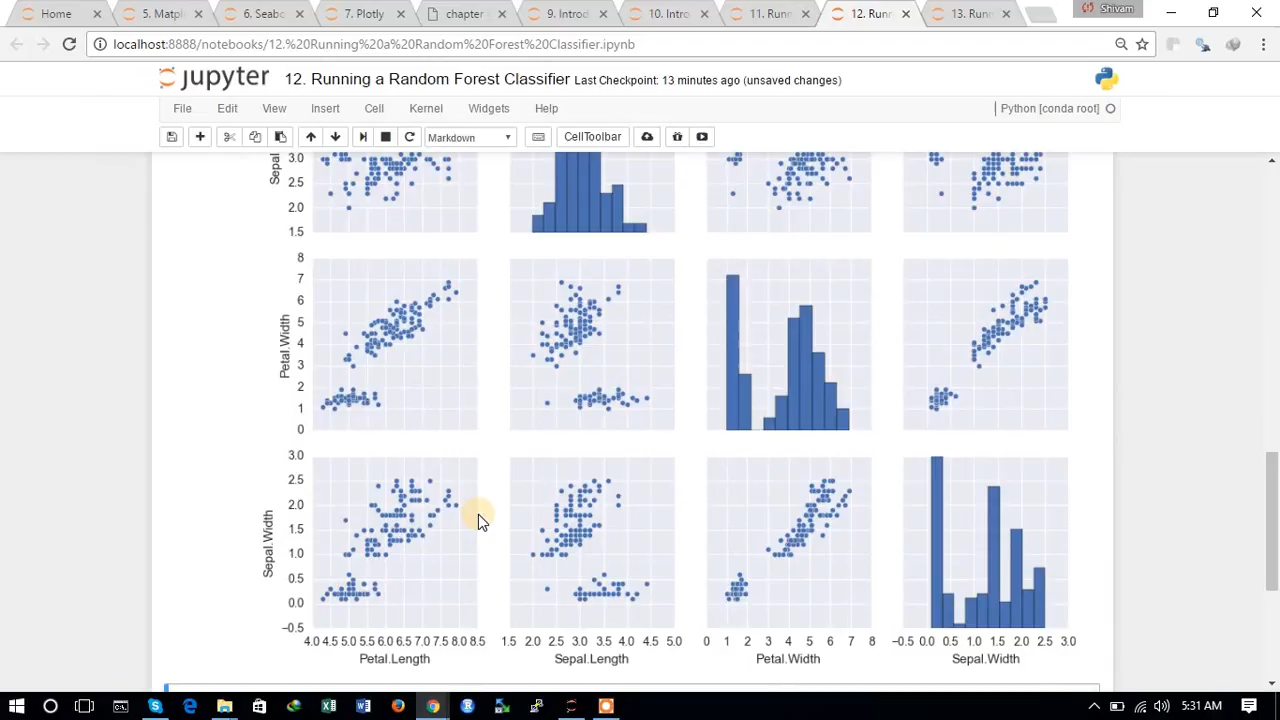 Home
5. Matpl
6. Seabo
7. Plotly
chapter
9. Introd
10. Intro
11. Runn
12. Runn
13. Runn
Shivam
localhost:8888/notebooks/12.%20Running%20a%20Random%20Forest%20Classifier.ipynb
jupyter 12. Running a Random Forest Classifier Last Checkpoint: 13 minutes ago (unsaved changes)
File Edit View Insert Cell Kernel Widgets Help Python [conda root]
Markdown CellToolbar
Sepal
3.0
2.5
2.0
1.5
Petal.Width
8
7
6
5
4
3
2
1
0
Sepal.Width
3.0
2.5
2.0
1.5
1.0
0.5
0.0
−0.5
4.0 4.5 5.0 5.5 6.0 6.5 7.0 7.5 8.0 8.5 1.5 2.0 2.5 3.0 3.5 4.0 4.5 5.0 0 1 2 3 4 5 6 7 8 −0.5 0.0 0.5 1.0 1.5 2.0 2.5 3.0
Petal.Length Sepal.Length Petal.Width Sepal.Width
5:31 AM